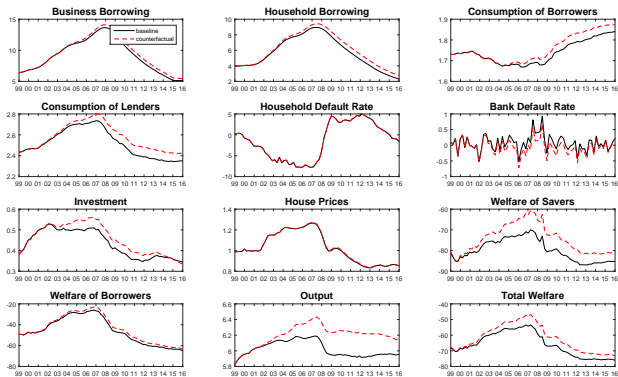 Business Borrowing
15
10
5
99 00 01 02 03 04 05 06 07 08 09 10 11 12 13 14 15 16
baseline
counterfactual
Household Borrowing
10
8
6
4
2
99 00 01 02 03 04 05 06 07 08 09 10 11 12 13 14 15 16
Consumption of Borrowers
1.9
1.8
1.7
1.6
99 00 01 02 03 04 05 06 07 08 09 10 11 12 13 14 15 16
Consumption of Lenders
2.8
2.6
2.4
2.2
99 00 01 02 03 04 05 06 07 08 09 10 11 12 13 14 15 16
Household Default Rate
5
0
-5
-10
99 00 01 02 03 04 05 06 07 08 09 10 11 12 13 14 15 16
Bank Default Rate
1
0.5
0
-0.5
-1
99 00 01 02 03 04 05 06 07 08 09 10 11 12 13 14 15 16
Investment
0.6
0.5
0.4
0.3
99 00 01 02 03 04 05 06 07 08 09 10 11 12 13 14 15 16
House Prices
1.4
1.2
1
0.8
99 00 01 02 03 04 05 06 07 08 09 10 11 12 13 14 15 16
Welfare of Savers
-60
-70
-80
-90
99 00 01 02 03 04 05 06 07 08 09 10 11 12 13 14 15 16
Welfare of Borrowers
-20
-40
-60
-80
99 00 01 02 03 04 05 06 07 08 09 10 11 12 13 14 15 16
Output
6.6
6.4
6.2
6
5.8
99 00 01 02 03 04 05 06 07 08 09 10 11 12 13 14 15 16
Total Welfare
-40
-50
-60
-70
-80
99 00 01 02 03 04 05 06 07 08 09 10 11 12 13 14 15 16